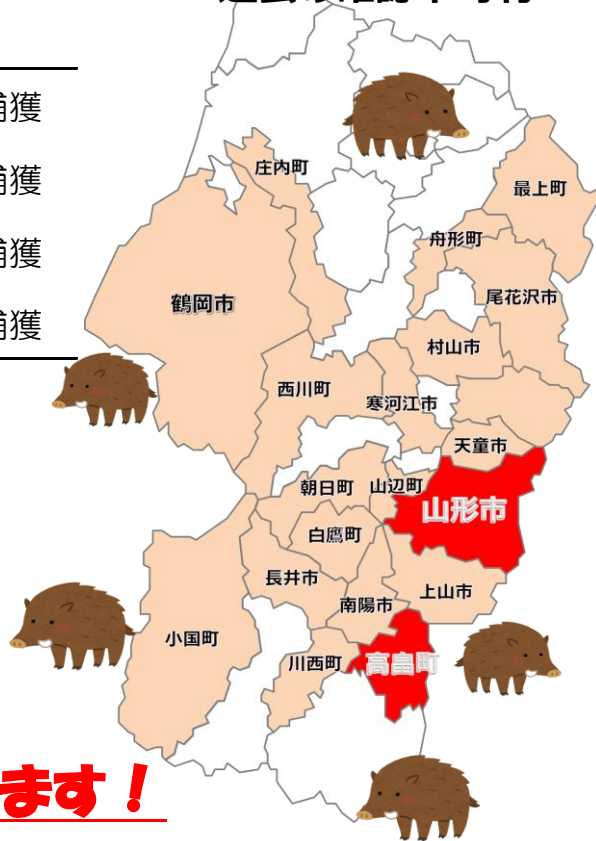 捕獲
捕獲
捕獲
捕獲
庄内町
最上町
舟形町
鶴岡市
尾花沢市
村山市
西川町
寒河江市
天童市
朝日町
山辺町
山形市
白鷹町
長井市
南陽市
上山市
小国町
川西町
高畠町
ます！